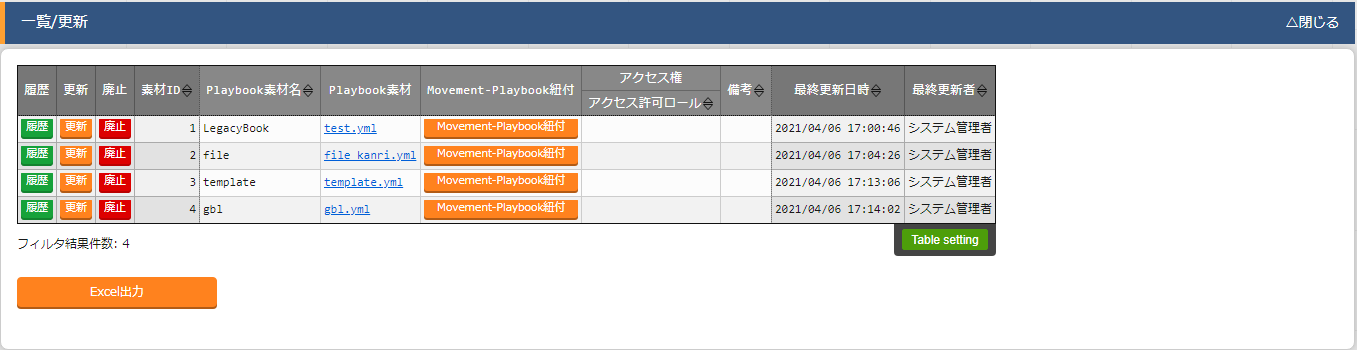 一覧/更新 △閉じる
アクセス権
履歴 更新 廃止 素材ID Playbook素材名 Playbook素材 Movement-Playbook紐付 アクセス許可ロール 備考 最終更新日時 最終更新者
履歴 更新 廃止 1 LegacyBook test.yml Movement-Playbook紐付 2021/04/06 17:00:46 システム管理者
履歴 更新 廃止 2 file file_kanri.yml Movement-Playbook紐付 2021/04/06 17:04:26 システム管理者
履歴 更新 廃止 3 template template.yml Movement-Playbook紐付 2021/04/06 17:13:06 システム管理者
履歴 更新 廃止 4 gbl gbl.yml Movement-Playbook紐付 2021/04/06 17:14:02 システム管理者
フィルタ結果件数: 4 Table setting
Excel出力